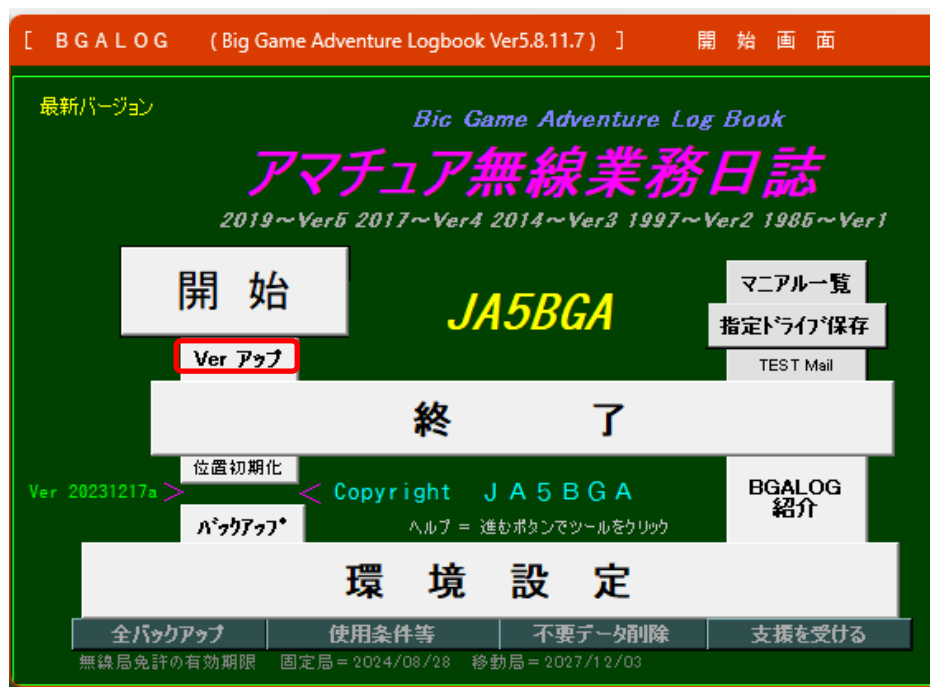 [ BGALOG ( Big Game Adventure Logbook Ver5.8.11.7 ) ] 開 始 画 面
最新バージョン
Bic Game Adventure Log Book
アマチュア無線業務日誌
2019～Ver5 2017～Ver4 2014～Ver3 1997～Ver2 1985～Ver1
開 始
JA5BGA
マニアル一覧
指定ﾄﾞﾗｲﾌﾞ保存
Ver ｱｯﾌﾟ
TEST Mail
終 了
位置初期化
Ver 20231217a > < Copyright JA5BGA
BGALOG
紹介
ﾊﾞｯｸｱｯﾌﾟ
ヘルプ = 進むボタンでツールをクリック
環 境 設 定
全バックアップ 使用条件等 不要データ削除 支援を受ける
無線局免許の有効期限 固定局=2024/08/28 移動局=2027/12/03